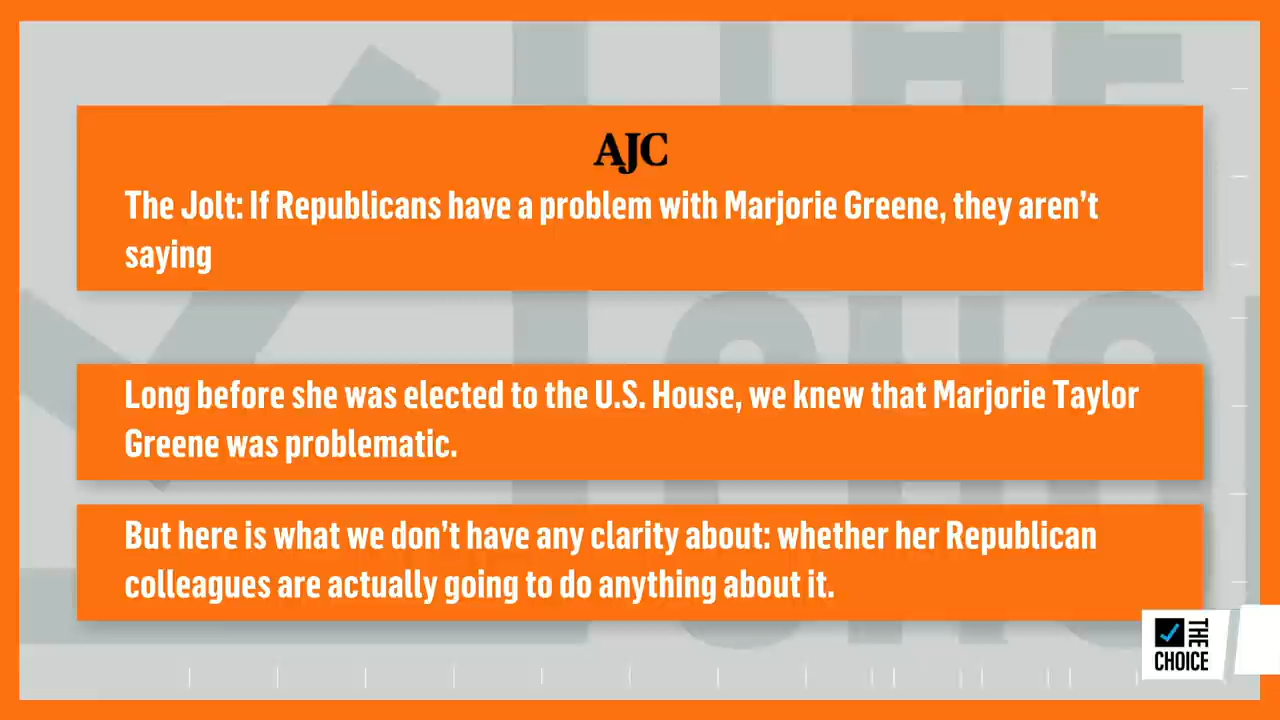 AJC
The Jolt: If Republicans have a problem with Marjorie Greene, they aren’t
saying
Long before she was elected to the U.S. House, we knew that Marjorie Taylor
Greene was problematic.
But here is what we don’t have any clarity about: whether her Republican
colleagues are actually going to do anything about it.
THE
CHOICE